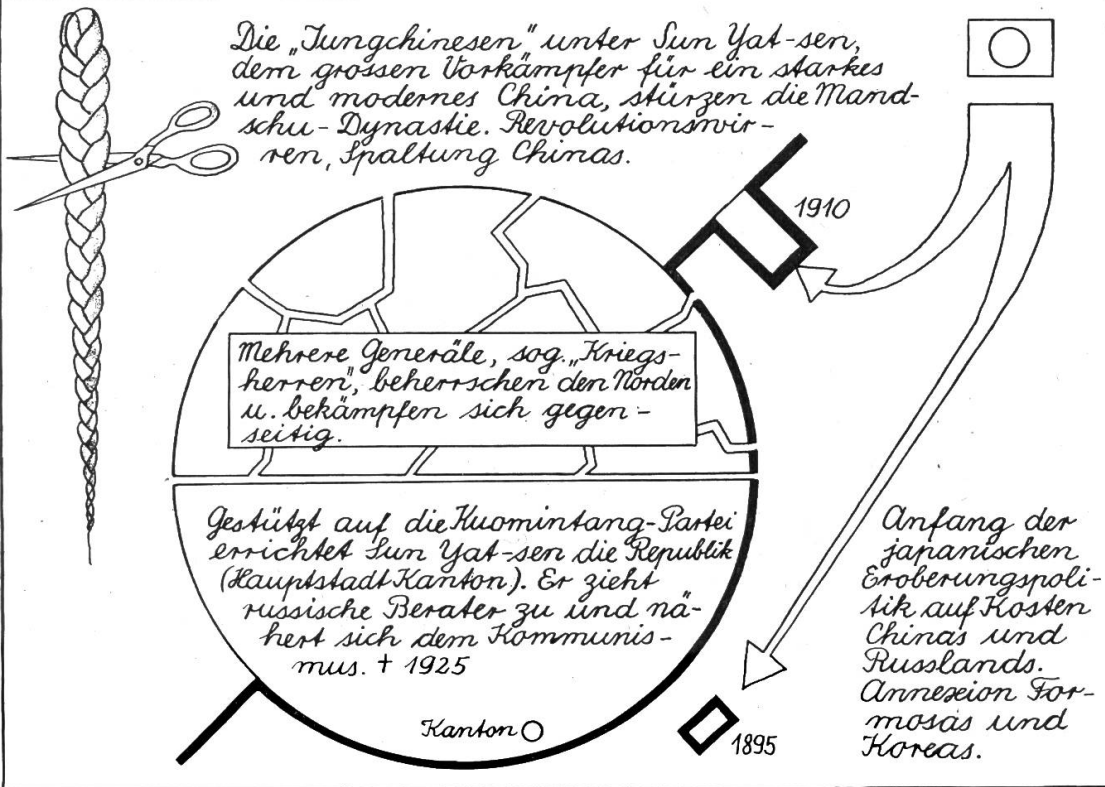 Die „Jungchinesen" unter Sun Yat-sen,
dem grossen Vorkämpfer für ein starkes
und modernes China, stürzen die Mand-
schu-Dynastie. Revolutionswir-
ren, Spaltung Chinas.
1910
Mehrere Generäle, sog. „Kriegs-
herren", beherrschen den Norden
u. bekämpfen sich gegen-
seitig.
Gestützt auf die Kuomintang-Partei
errichtet Sun Yat-sen die Republik
(Hauptstadt Kanton). Er zieht
russische Berater zu und nä-
hert sich dem Kommunis-
mus. † 1925
Kanton
1895
Anfang der
japanischen
Eroberungspoli-
tik auf Kosten
Chinas und
Russlands.
Annexion For-
mosas und
Koreas.